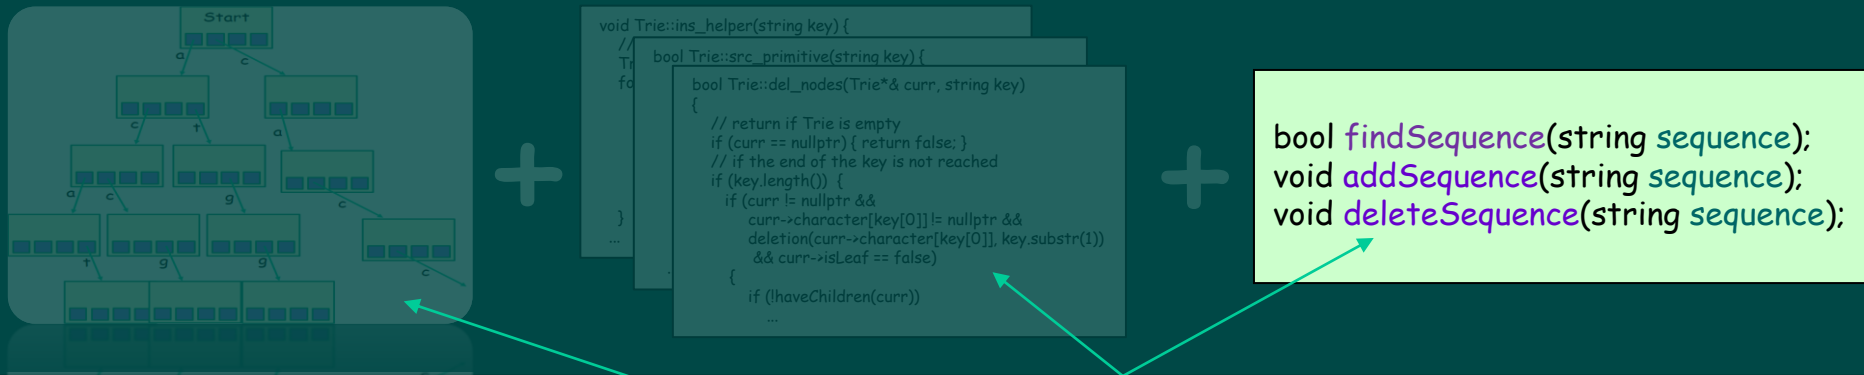 Start
a
c
c
t
a
a
c
g
c
t
g
g
c
void Trie::ins_helper(string key) {
//
Tr
fo
}
...
bool Trie::src_primitive(string key) {
bool Trie::del_nodes(Trie*& curr, string key)
{
// return if Trie is empty
if (curr == nullptr) { return false; }
// if the end of the key is not reached
if (key.length()) {
if (curr != nullptr &&
curr->character[key[0]] != nullptr &&
deletion(curr->character[key[0]], key.substr(1))
&& curr->isLeaf == false)
{
if (!haveChildren(curr))
...
bool findSequence(string sequence);
void addSequence(string sequence);
void deleteSequence(string sequence);